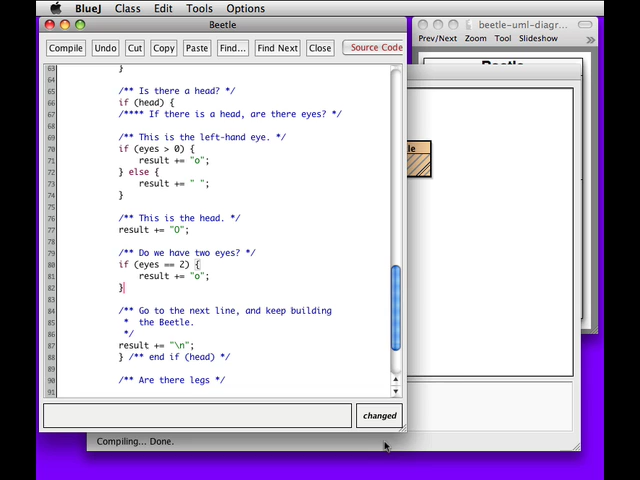 BlueJ Class Edit Tools Options
Beetle
beetle-uml-diagr...
Compile Undo Cut Copy Paste Find... Find Next Close Source Code
Prev/Next Zoom Tool Slideshow
63 }
64
65 /** Is there a head? */
66 if (head) {
67 /**** If there is a head, are there eyes? */
68
69 /** This is the left-hand eye. */
70 if (eyes > 0) {
71 result += "o";
72 } else {
73 result += " ";
74 }
75
76 /** This is the head. */
77 result += "O";
78
79 /** Do we have two eyes? */
80 if (eyes == 2) {
81 result += "o";
82 }
83
84 /** Go to the next line, and keep building
85 * the Beetle.
86 */
87 result += "\n";
88 } /** end if (head) */
89
90 /** Are there legs */
91
changed
Compiling... Done.